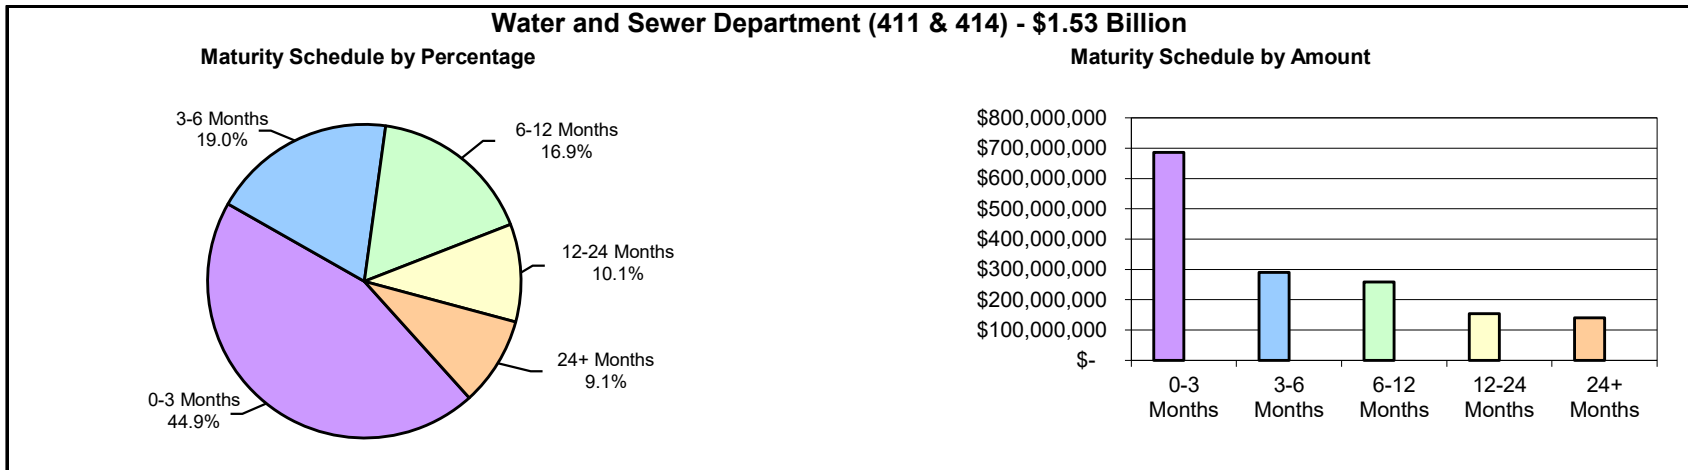 Water and Sewer Department (411 & 414) - $1.53 Billion
Maturity Schedule by Percentage
3-6 Months
19.0%
6-12 Months
16.9%
12-24 Months
10.1%
24+ Months
9.1%
0-3 Months
44.9%
Maturity Schedule by Amount
$800,000,000
$700,000,000
$600,000,000
$500,000,000
$400,000,000
$300,000,000
$200,000,000
$100,000,000
$-
0-3
Months
3-6
Months
6-12
Months
12-24
Months
24+
Months